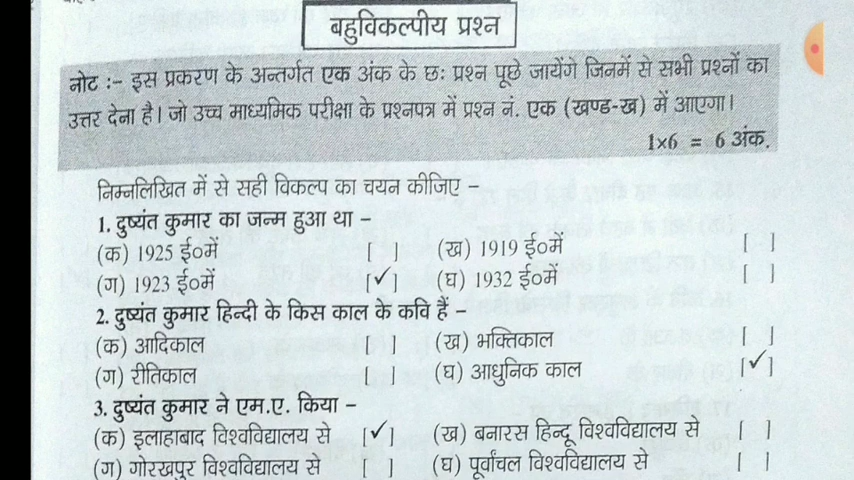 बहुविकल्पीय प्रश्न
नोट :- इस प्रकरण के अन्तर्गत एक अंक के छः प्रश्न पूछे जायेंगे जिनमें से सभी प्रश्नों का
उत्तर देना है। जो उच्च माध्यमिक परीक्षा के प्रश्नपत्र में प्रश्न नं. एक (खण्ड-ख) में आएगा।
1×6 = 6 अंक.
निम्नलिखित में से सही विकल्प का चयन कीजिए –
1. दुष्यंत कुमार का जन्म हुआ था –
(क) 1925 ई०में [ ] (ख) 1919 ई०में [ ]
(ग) 1923 ई०में [✓] (घ) 1932 ई०में [ ]
2. दुष्यंत कुमार हिन्दी के किस काल के कवि हैं –
(क) आदिकाल [ ] (ख) भक्तिकाल [ ]
(ग) रीतिकाल [ ] (घ) आधुनिक काल [✓]
3. दुष्यंत कुमार ने एम.ए. किया –
(क) इलाहाबाद विश्वविद्यालय से [✓] (ख) बनारस हिन्दू विश्वविद्यालय से [ ]
(ग) गोरखपुर विश्वविद्यालय से [ ] (घ) पूर्वांचल विश्वविद्यालय से [ ]